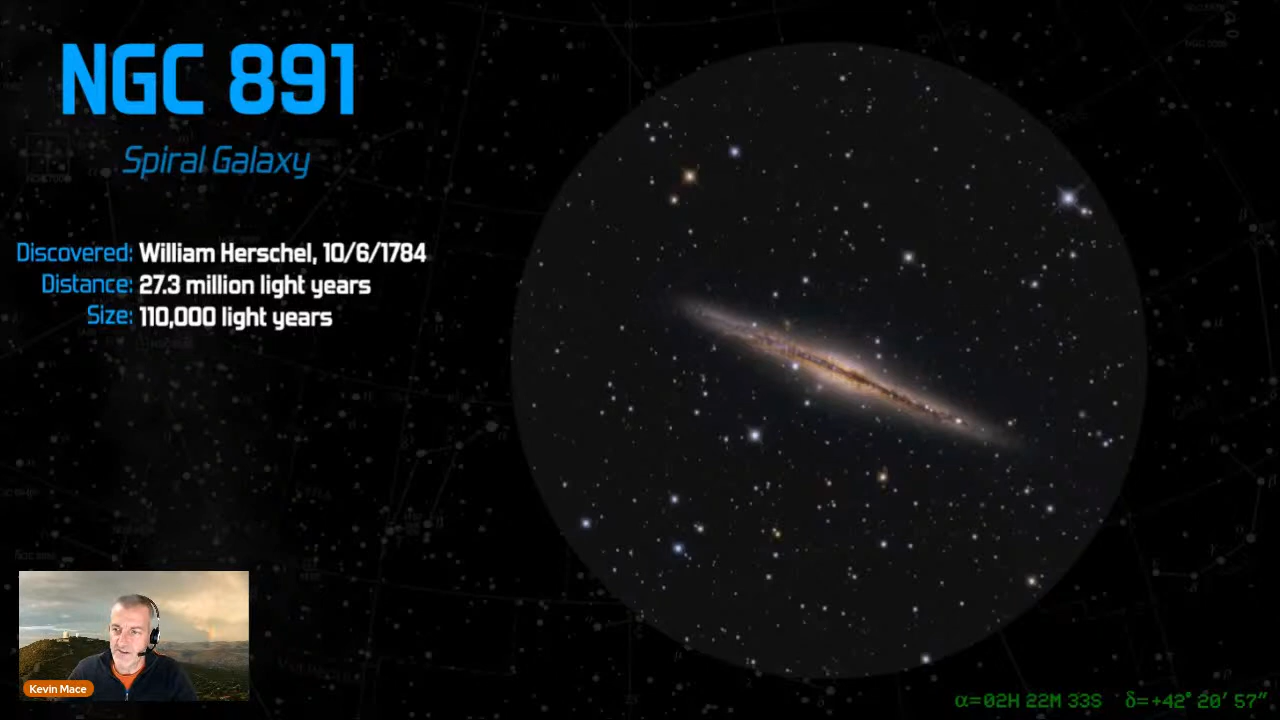 NGC 891
Spiral Galaxy
Discovered: William Herschel, 10/6/1784
Distance: 27.3 million light years
Size: 110,000 light years
Kevin Mace
α=02H 22M 33S δ=+42° 20′ 57″